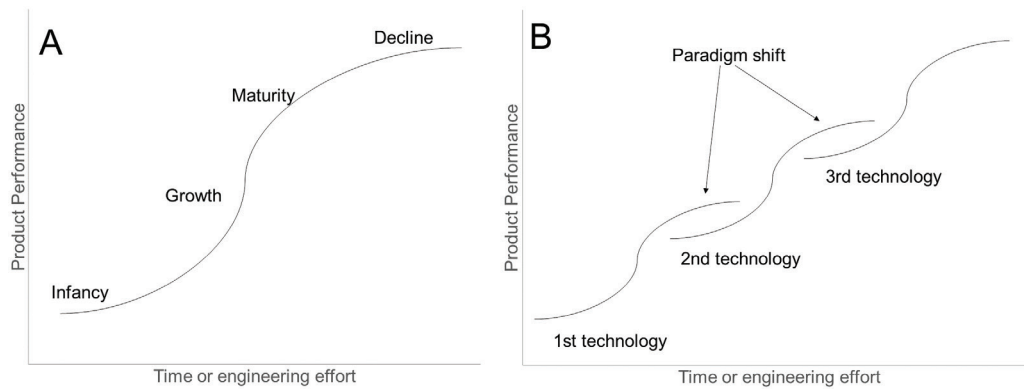 A
Decline
Maturity
Growth
Infancy
Product Performance
Time or engineering effort
B
Paradigm shift
3rd technology
2nd technology
1st technology
Product Performance
Time or engineering effort